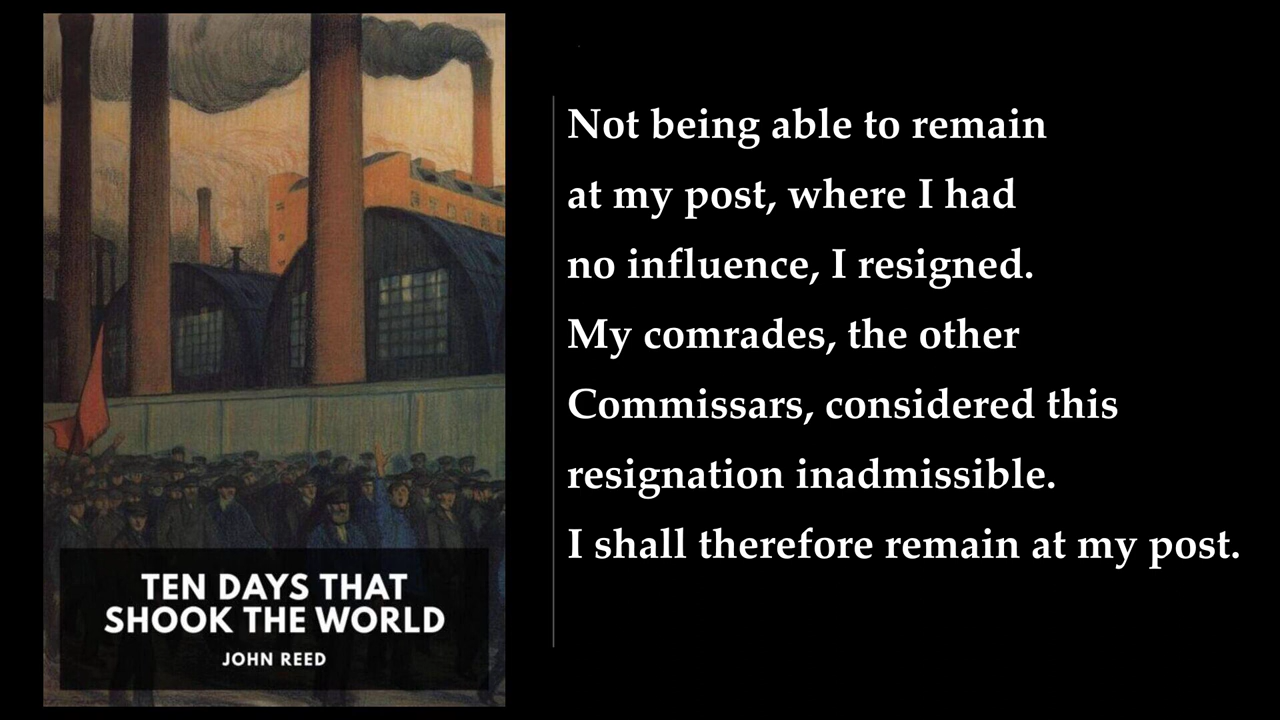 Not being able to remain
at my post, where I had
no influence, I resigned.
My comrades, the other
Commissars, considered this
resignation inadmissible.
I shall therefore remain at my post.
TEN DAYS THAT
SHOOK THE WORLD
JOHN REED